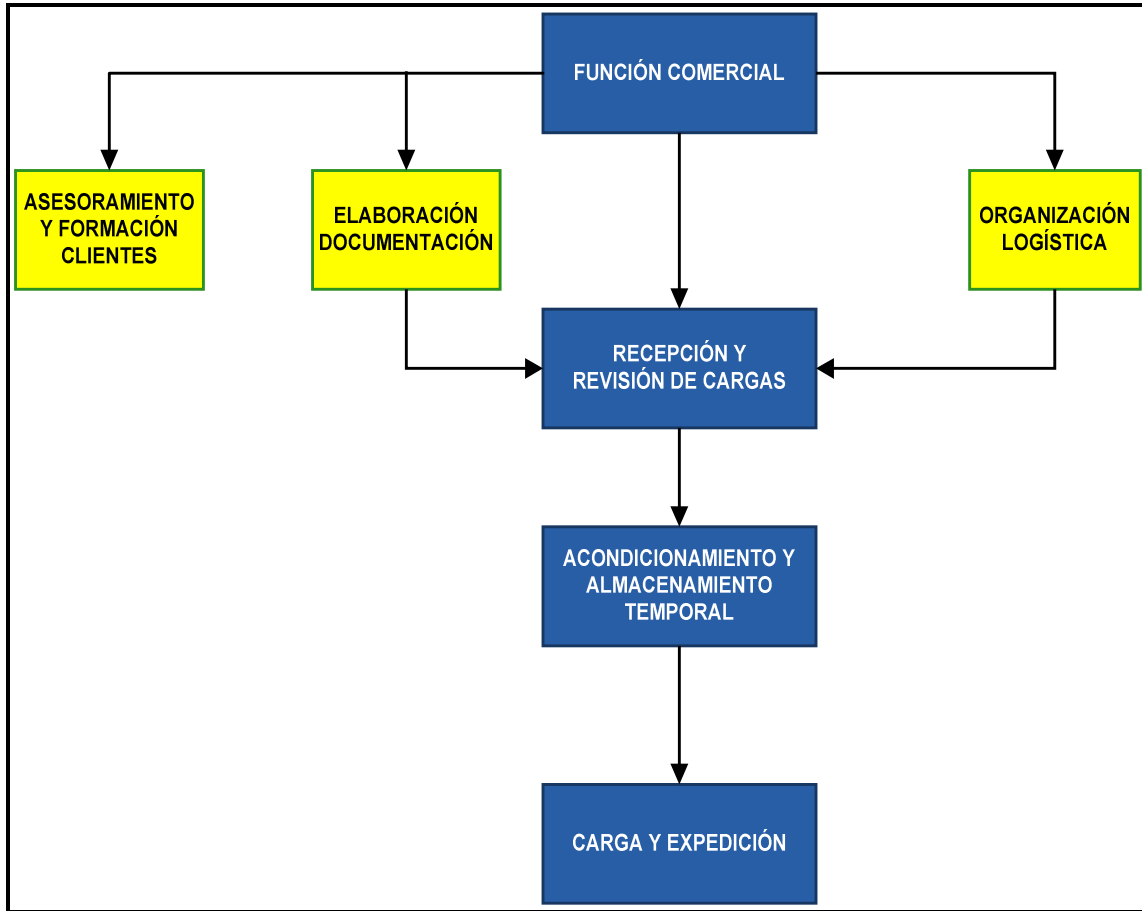 FUNCIÓN COMERCIAL
ASESORAMIENTO
Y FORMACIÓN
CLIENTES
ELABORACIÓN
DOCUMENTACIÓN
ORGANIZACIÓN
LOGÍSTICA
RECEPCIÓN Y
REVISIÓN DE CARGAS
ACONDICIONAMIENTO Y
ALMACENAMIENTO
TEMPORAL
CARGA Y EXPEDICIÓN